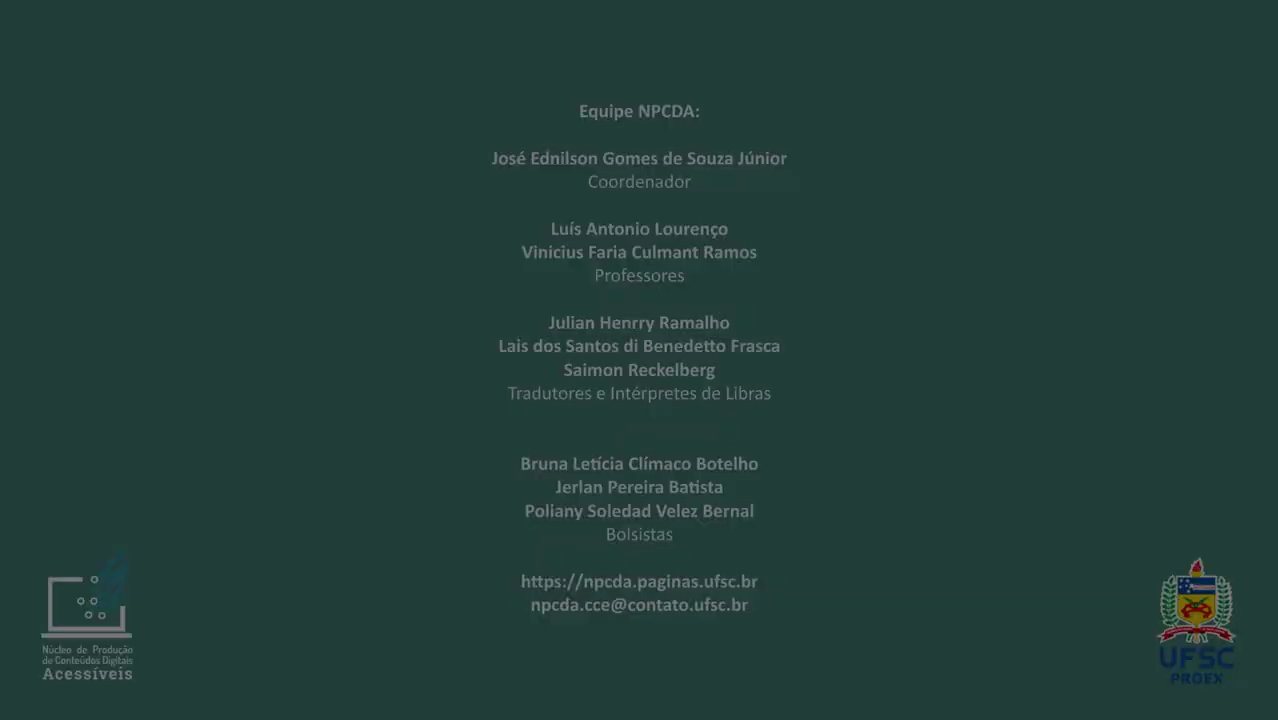 Equipe NPCDA:
José Ednilson Gomes de Souza Júnior
Coordenador
Luís Antonio Lourenço
Vinicius Faria Culmant Ramos
Professores
Julian Henrry Ramalho
Lais dos Santos di Benedetto Frasca
Saimon Reckelberg
Tradutores e Intérpretes de Libras
Bruna Letícia Clímaco Botelho
Jerlan Pereira Batista
Poliany Soledad Velez Bernal
Bolsistas
https://npcda.paginas.ufsc.br
npcda.cce@contato.ufsc.br
Núcleo de Produção
de Conteúdos Digitais
Acessíveis
UFSC
PROEX